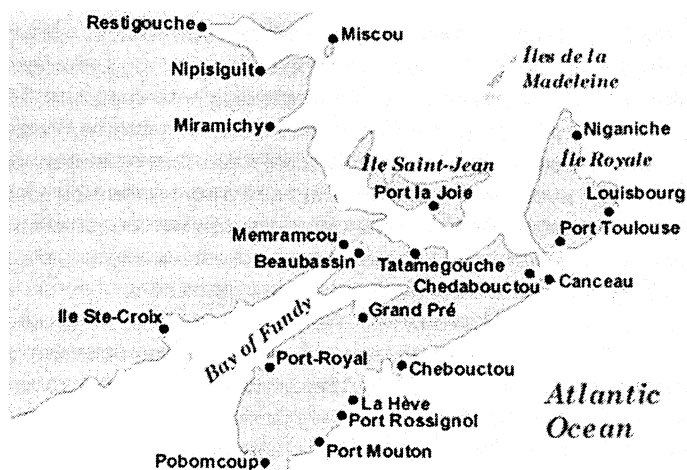 Restigouche
Miscou
Îles de la
Madeleine
Nipisiguit
Miramichy
Niganiche
Île Saint-Jean
Île Royale
Port la Joie
Louisbourg
Port Toulouse
Memramcou
Beaubassin
Tatamegouche
Chedabouctou
Canceau
Ile Ste-Croix
Bay of Fundy
Grand Pré
Port-Royal
Chebouctou
La Hève
Port Rossignol
Atlantic
Ocean
Port Mouton
Pobomcoup